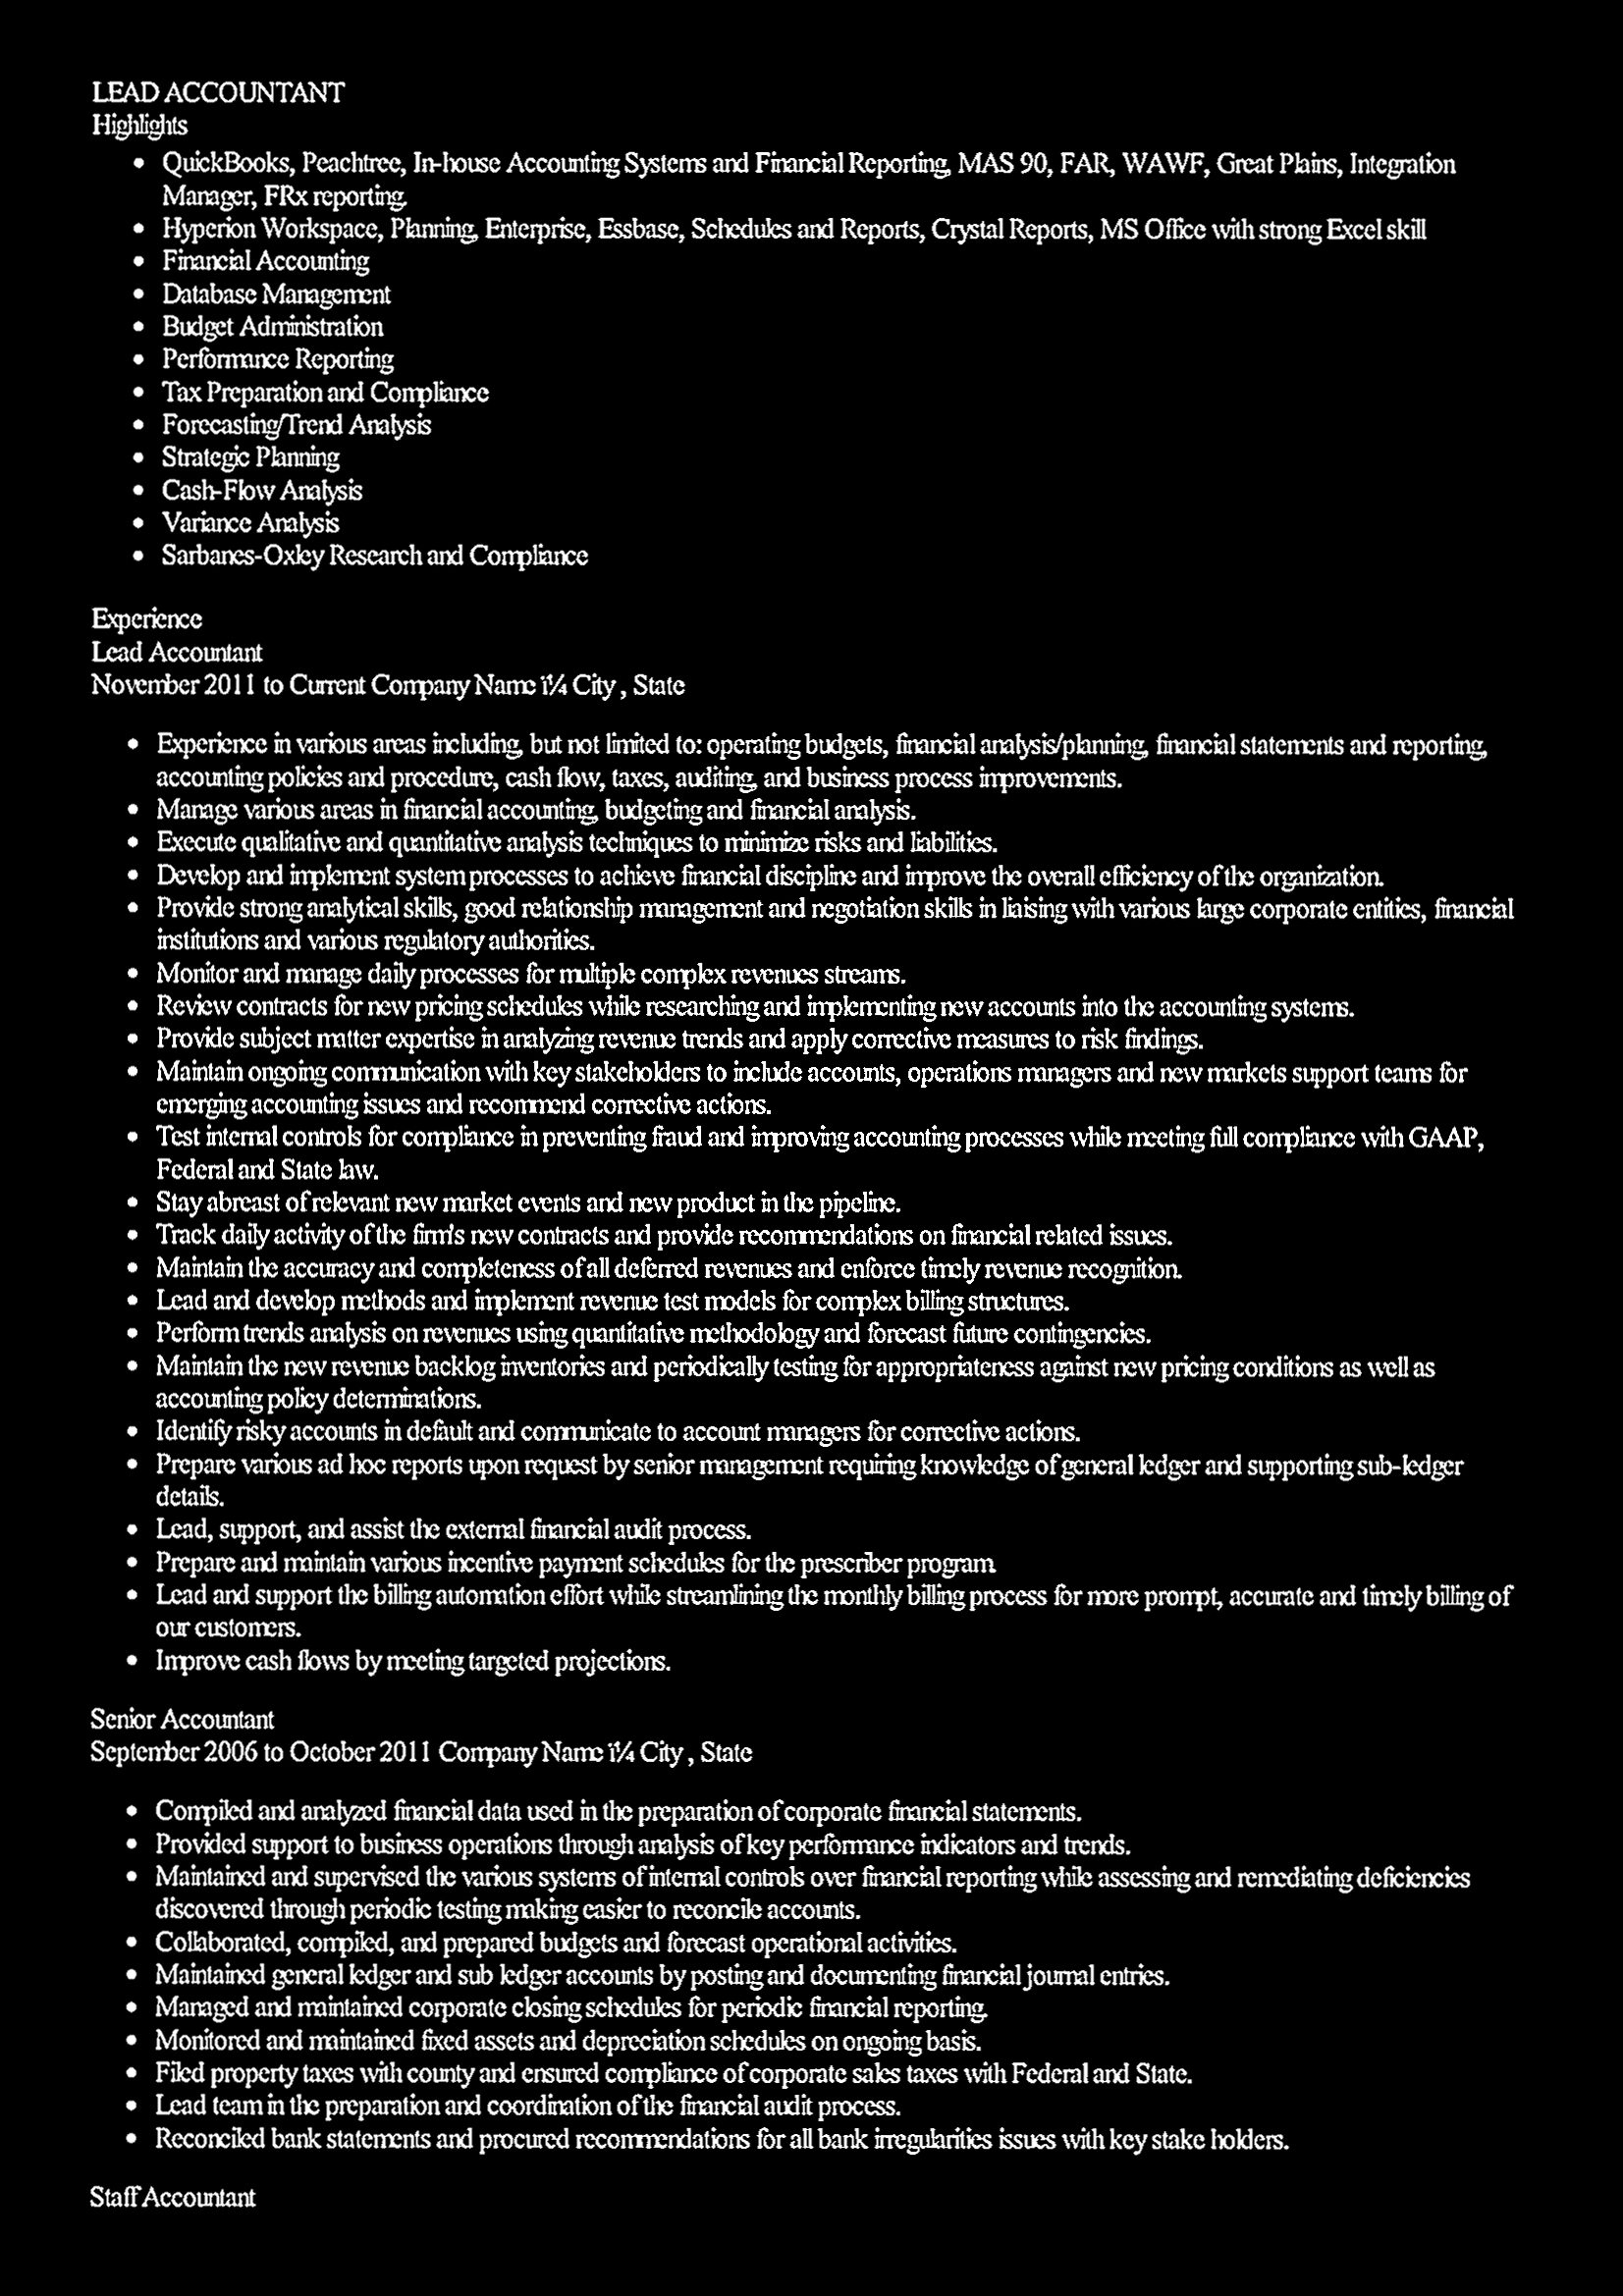 LEAD ACCOUNTANT
Highlights
• QuickBooks, Peachtree, In-house Accounting Systems and Financial Reporting, MAS 90, FAR, WAWF, Great Plains, Integration
Manager, FRx reporting.
• Hyperion Workspace, Planning, Enterprise, Essbase, Schedules and Reports, Crystal Reports, MS Office with strong Excel skill
• Financial Accounting
• Database Management
• Budget Administration
• Performance Reporting
• Tax Preparation and Compliance
• Forecasting/Trend Analysis
• Strategic Planning
• Cash-Flow Analysis
• Variance Analysis
• Sarbanes-Oxley Research and Compliance
Experience
Lead Accountant
November 2011 to Current Company Name ï¼ City , State
• Experience in various areas including, but not limited to: operating budgets, financial analysis/planning, financial statements and reporting,
accounting policies and procedure, cash flow, taxes, auditing, and business process improvements.
• Manage various areas in financial accounting, budgeting and financial analysis.
• Execute qualitative and quantitative analysis techniques to minimize risks and liabilities.
• Develop and implement system processes to achieve financial discipline and improve the overall efficiency of the organization.
• Provide strong analytical skills, good relationship management and negotiation skills in liaising with various large corporate entities, financial
institutions and various regulatory authorities.
• Monitor and manage daily processes for multiple complex revenues streams.
• Review contracts for new pricing schedules while researching and implementing new accounts into the accounting systems.
• Provide subject matter expertise in analyzing revenue trends and apply corrective measures to risk findings.
• Maintain ongoing communication with key stakeholders to include accounts, operations managers and new markets support teams for
emerging accounting issues and recommend corrective actions.
• Test internal controls for compliance in preventing fraud and improving accounting processes while meeting full compliance with GAAP,
Federal and State law.
• Stay abreast of relevant new market events and new product in the pipeline.
• Track daily activity of the firm's new contracts and provide recommendations on financial related issues.
• Maintain the accuracy and completeness of all deferred revenues and enforce timely revenue recognition.
• Lead and develop methods and implement revenue test models for complex billing structures.
• Perform trends analysis on revenues using quantitative methodology and forecast future contingencies.
• Maintain the new revenue backlog inventories and periodically testing for appropriateness against new pricing conditions as well as
accounting policy determinations.
• Identify risky accounts in default and communicate to account managers for corrective actions.
• Prepare various ad hoc reports upon request by senior management requiring knowledge of general ledger and supporting sub-ledger
details.
• Lead, support, and assist the external financial audit process.
• Prepare and maintain various incentive payment schedules for the prescriber program.
• Lead and support the billing automation effort while streamlining the monthly billing process for more prompt, accurate and timely billing of
our customers.
• Improve cash flows by meeting targeted projections.
Senior Accountant
September 2006 to October 2011 Company Name ï¼ City , State
• Compiled and analyzed financial data used in the preparation of corporate financial statements.
• Provided support to business operations through analysis of key performance indicators and trends.
• Maintained and supervised the various systems of internal controls over financial reporting while assessing and remediating deficiencies
discovered through periodic testing making easier to reconcile accounts.
• Collaborated, compiled, and prepared budgets and forecast operational activities.
• Maintained general ledger and sub ledger accounts by posting and documenting financial journal entries.
• Managed and maintained corporate closing schedules for periodic financial reporting.
• Monitored and maintained fixed assets and depreciation schedules on ongoing basis.
• Filed property taxes with county and ensured compliance of corporate sales taxes with Federal and State.
• Lead team in the preparation and coordination of the financial audit process.
• Reconciled bank statements and procured recommendations for all bank irregularities issues with key stake holders.
Staff Accountant